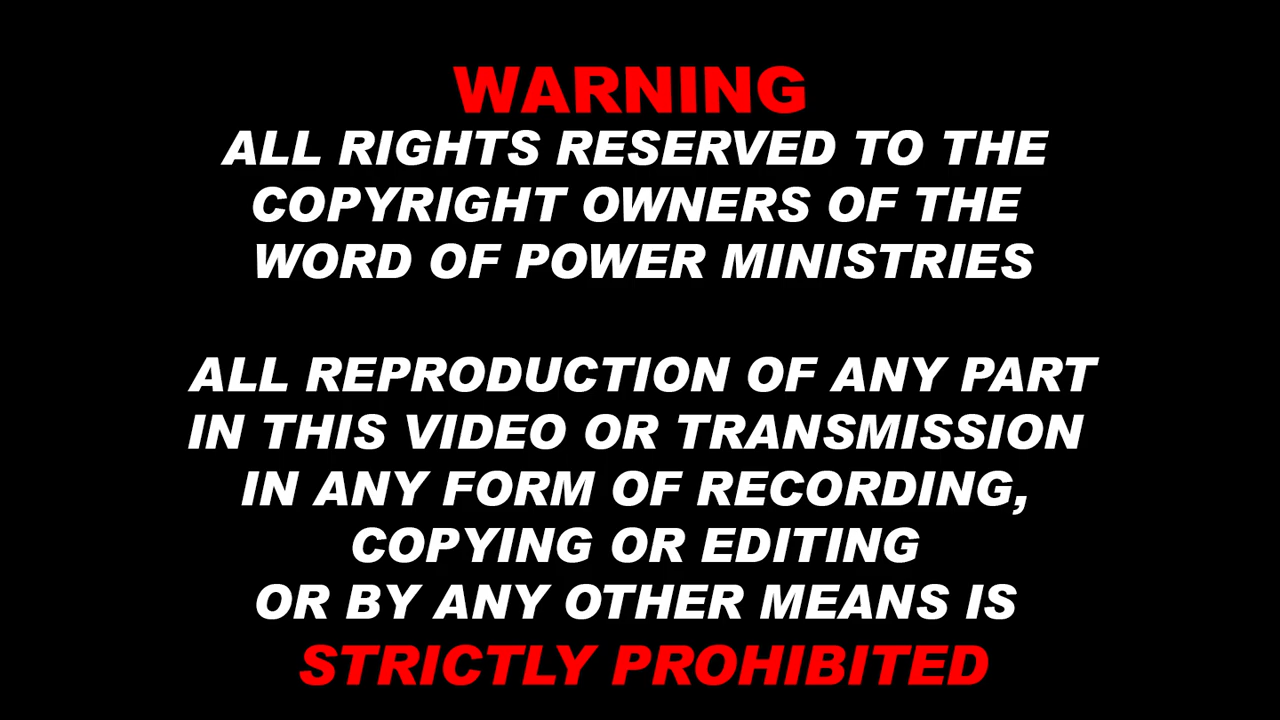 WARNING
ALL RIGHTS RESERVED TO THE
COPYRIGHT OWNERS OF THE
WORD OF POWER MINISTRIES
ALL REPRODUCTION OF ANY PART
IN THIS VIDEO OR TRANSMISSION
IN ANY FORM OF RECORDING,
COPYING OR EDITING
OR BY ANY OTHER MEANS IS
STRICTLY PROHIBITED